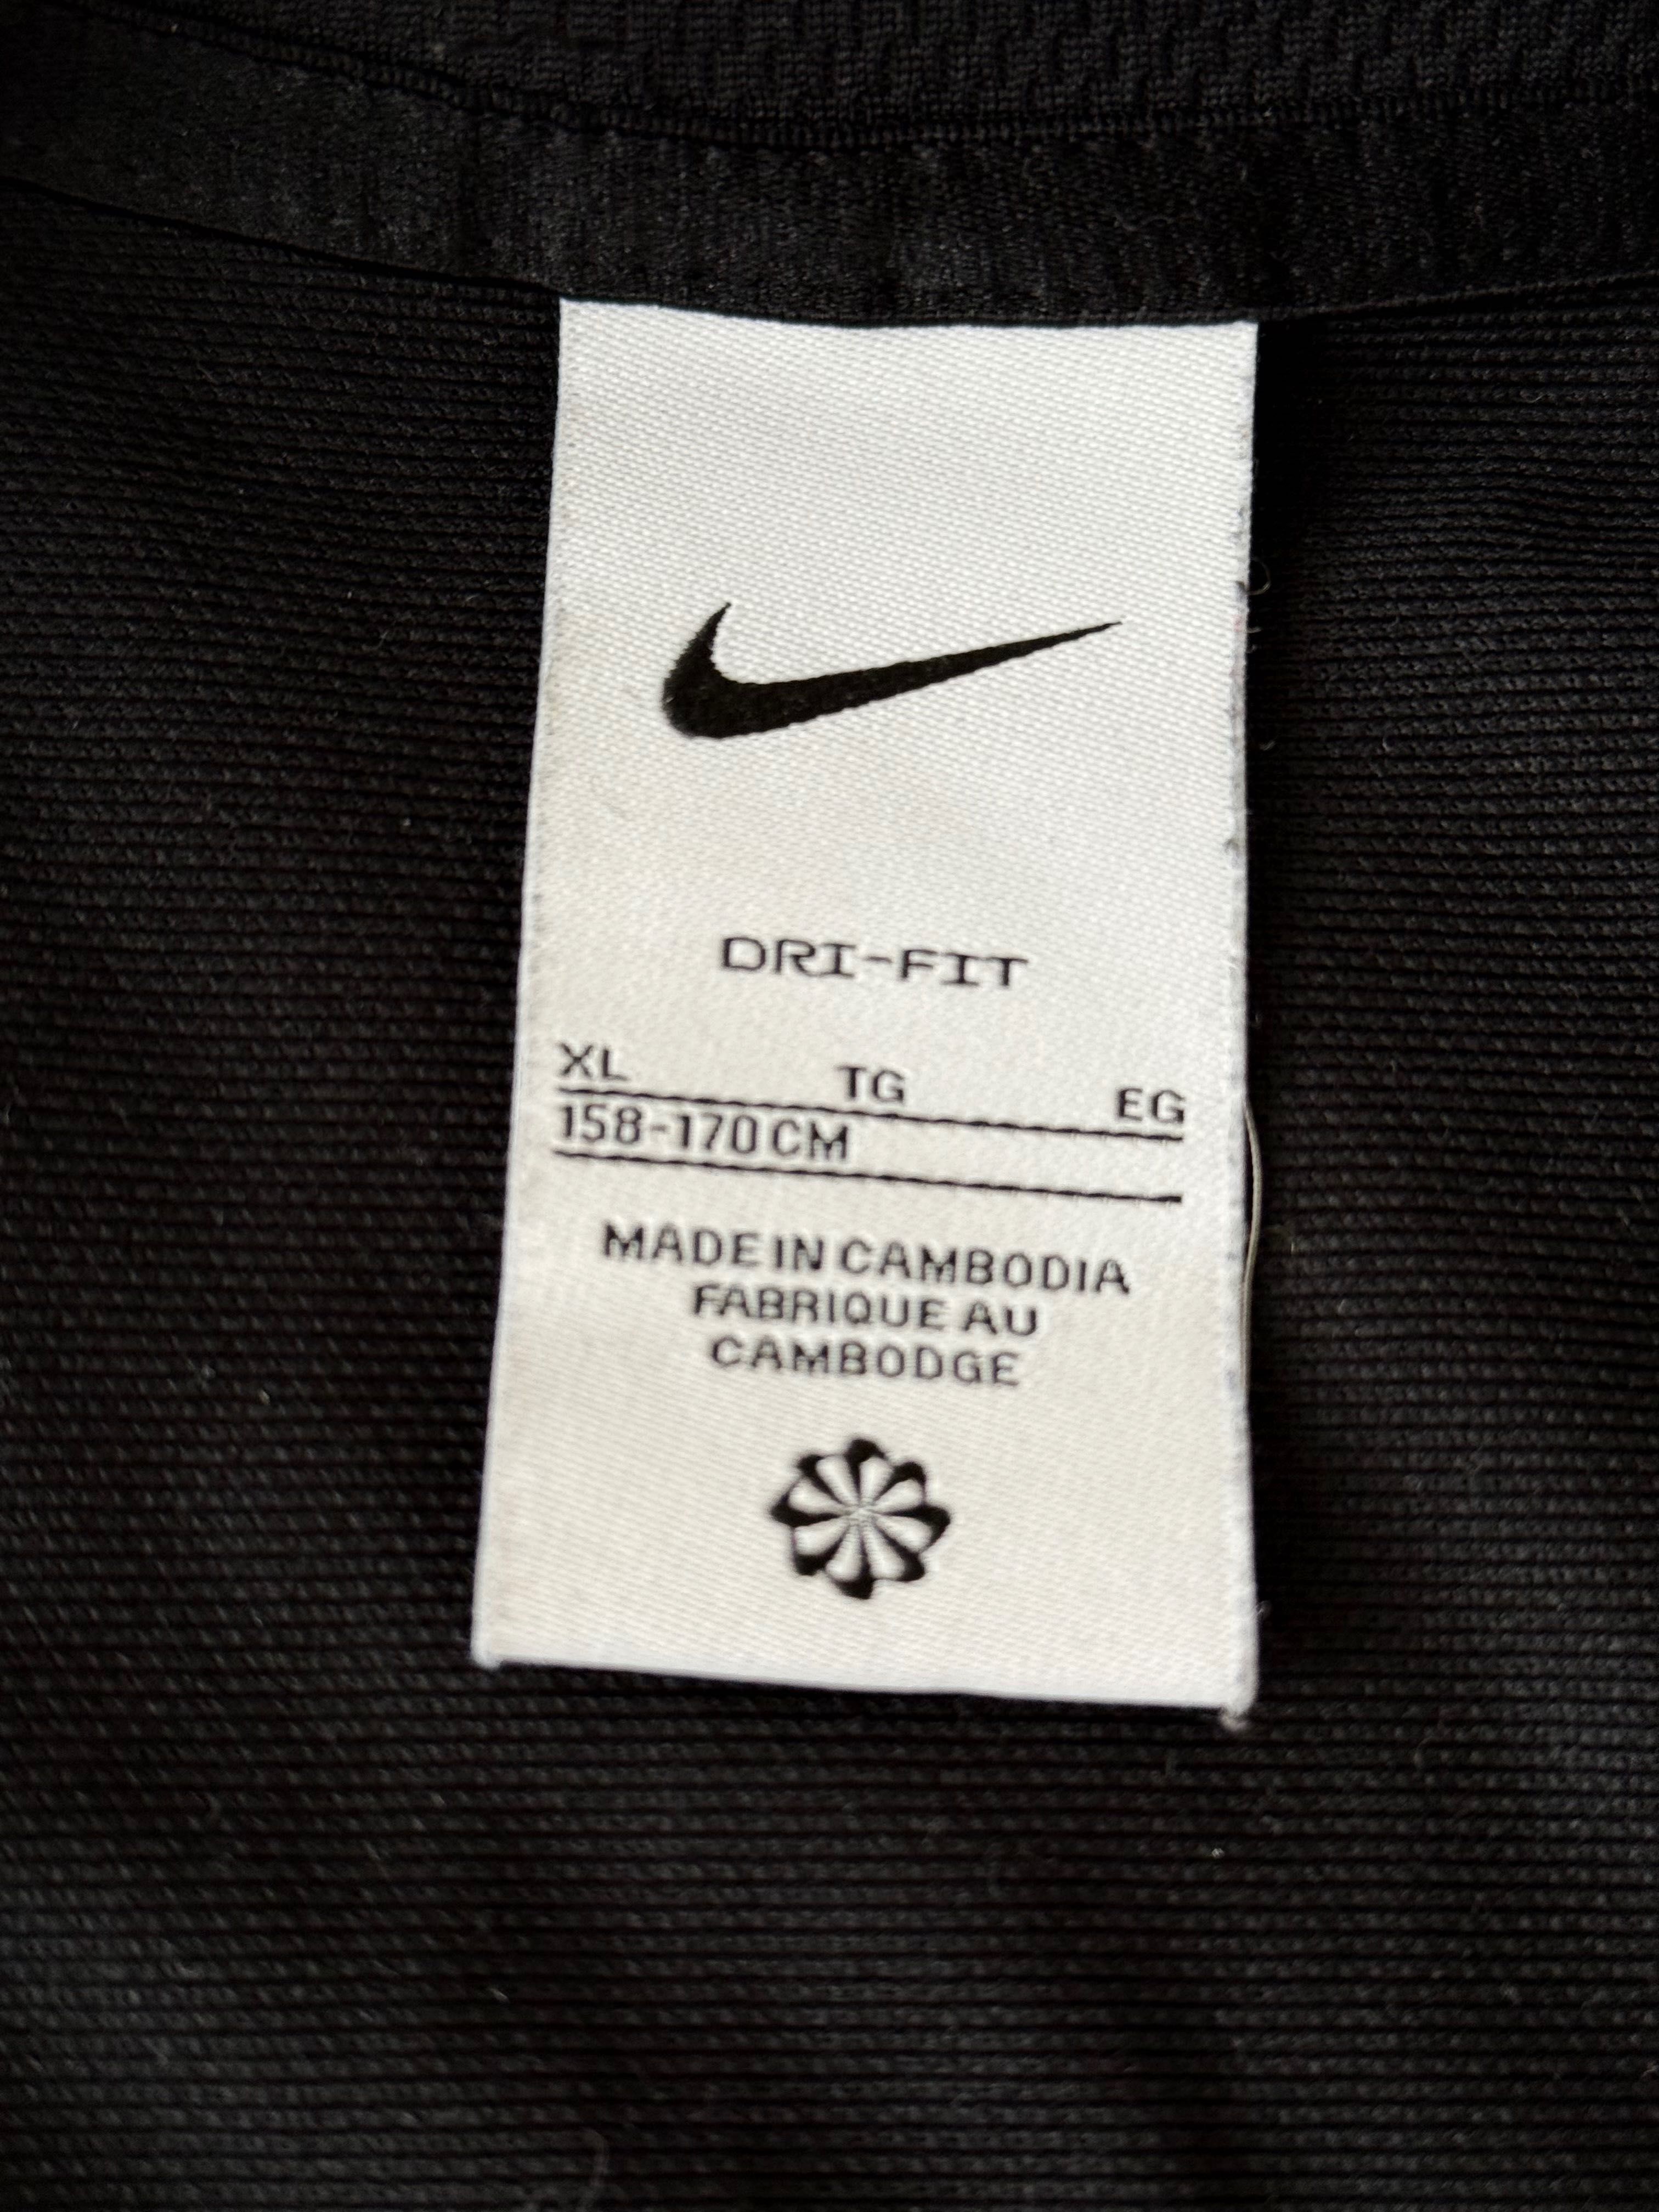 DRI-FIT
XL TG EG
158-170 CM
MADE IN CAMBODIA
FABRIQUE AU
CAMBODGE